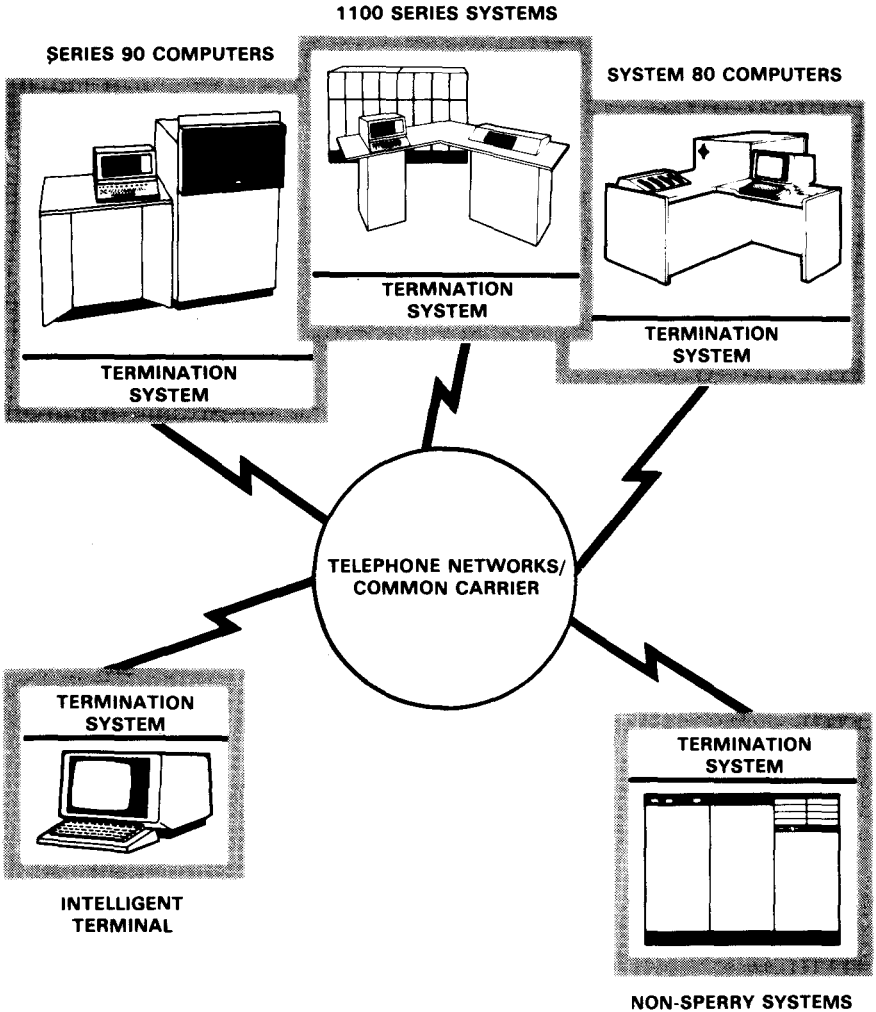 1100 SERIES SYSTEMS
SERIES 90 COMPUTERS
SYSTEM 80 COMPUTERS
TERMNATION
SYSTEM
TERMINATION
SYSTEM
TERMINATION
SYSTEM
TELEPHONE NETWORKS/
COMMON CARRIER
TERMINATION
SYSTEM
TERMINATION
SYSTEM
INTELLIGENT
TERMINAL
NON-SPERRY SYSTEMS